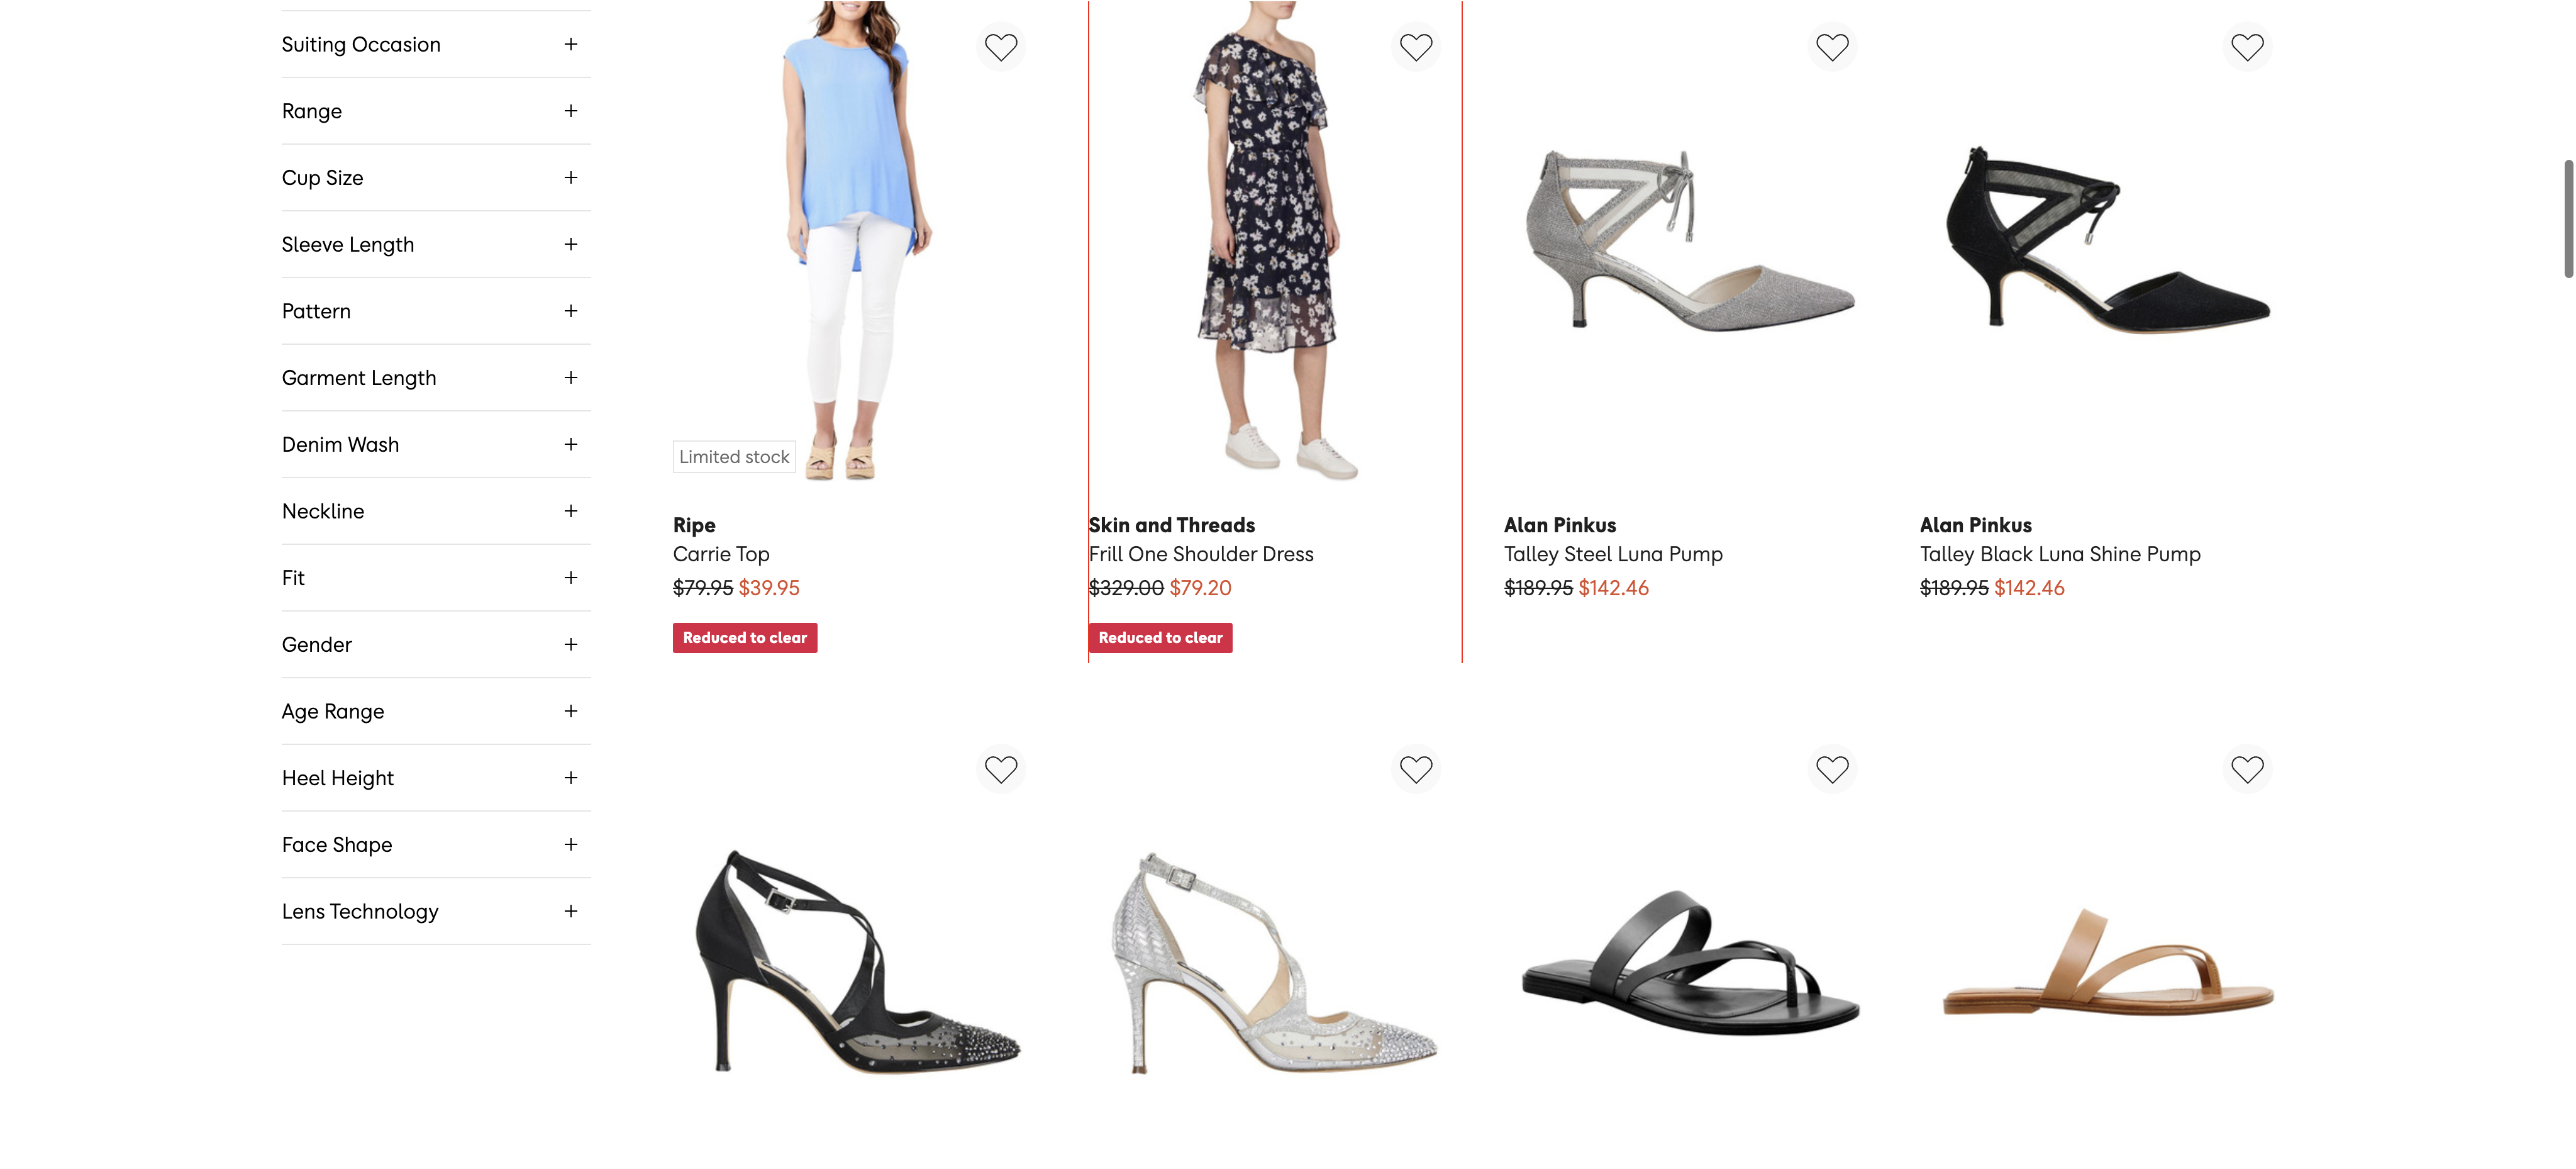 Suiting Occasion
Range
Cup Size
Sleeve Length
Pattern
Garment Length
Denim Wash
Neckline
Fit
Gender
Age Range
Heel Height
Face Shape
Lens Technology
Limited stock
Ripe
Carrie Top
$79.95 $39.95
Reduced to clear
Skin and Threads
Frill One Shoulder Dress
$329.00 $79.20
Reduced to clear
Alan Pinkus
Talley Steel Luna Pump
$189.95 $142.46
Alan Pinkus
Talley Black Luna Shine Pump
$189.95 $142.46